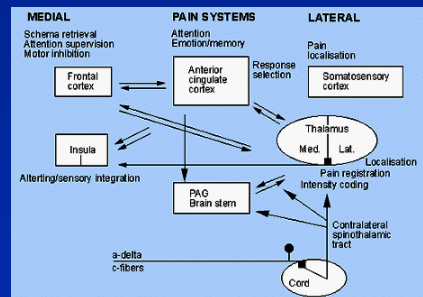 MEDIAL PAIN SYSTEMS LATERAL
Schema retrieval
Attention supervision
Motor inhibition
Attention
Emotion/memory
Pain
localisation
Frontal
cortex
Anterior
cingulate
cortex
Response
selection
Somatosensory
cortex
Thalamus
Med. Lat.
Insula
Localisation
Alterting/sensory integration
Pain registration
Intensity coding
PAG
Brain stem
Contralateral
spinothalamic
tract
a-delta
c-fibers
Cord